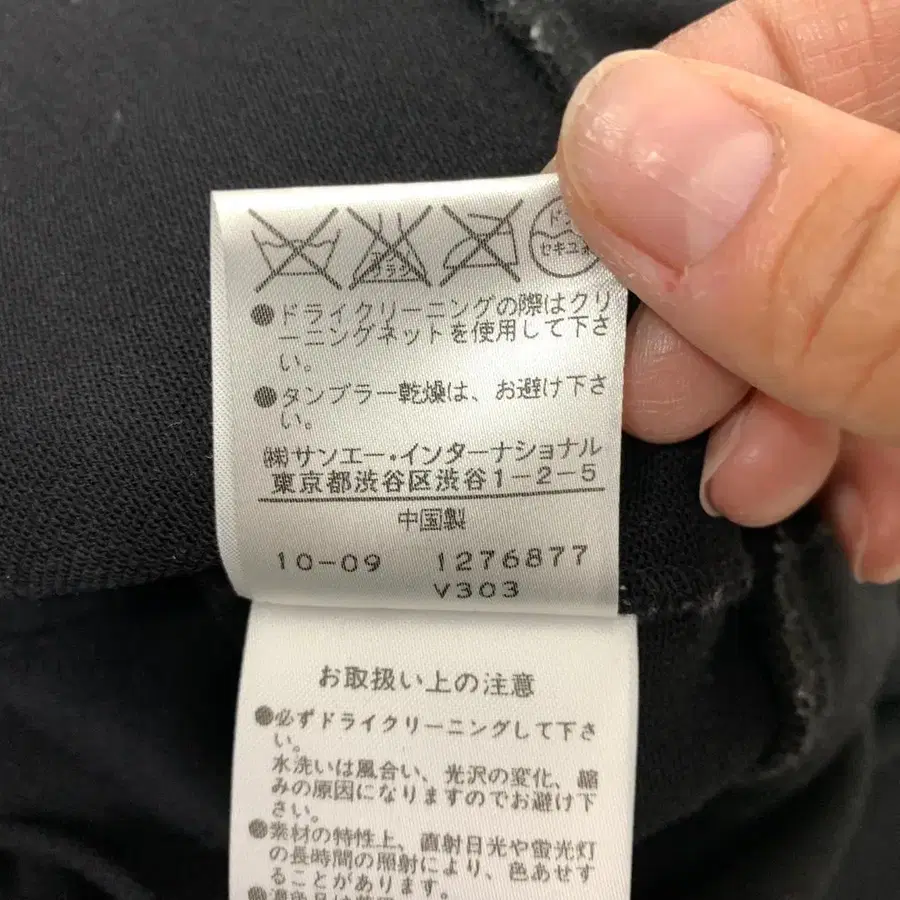 エンソ
サラシ
ドライ
セキユ系
●ドライクリーニングの際はクリ
ーニングネットを使用して下さ
い。
●タンブラー乾燥は、お避け下さ
い。
㈱サンエー・インターナショナル
東京都渋谷区渋谷1-2-5
中国製
10-09 1276877
V303
お取扱い上の注意
●必ずドライクリーニングして下さ
い。
水洗いは風合い、光沢の変化、縮
みの原因になりますのでお避け下
さい。
●素材の特性上、直射日光や蛍光灯
の長時間の照射により、色あせす
ることがあります。